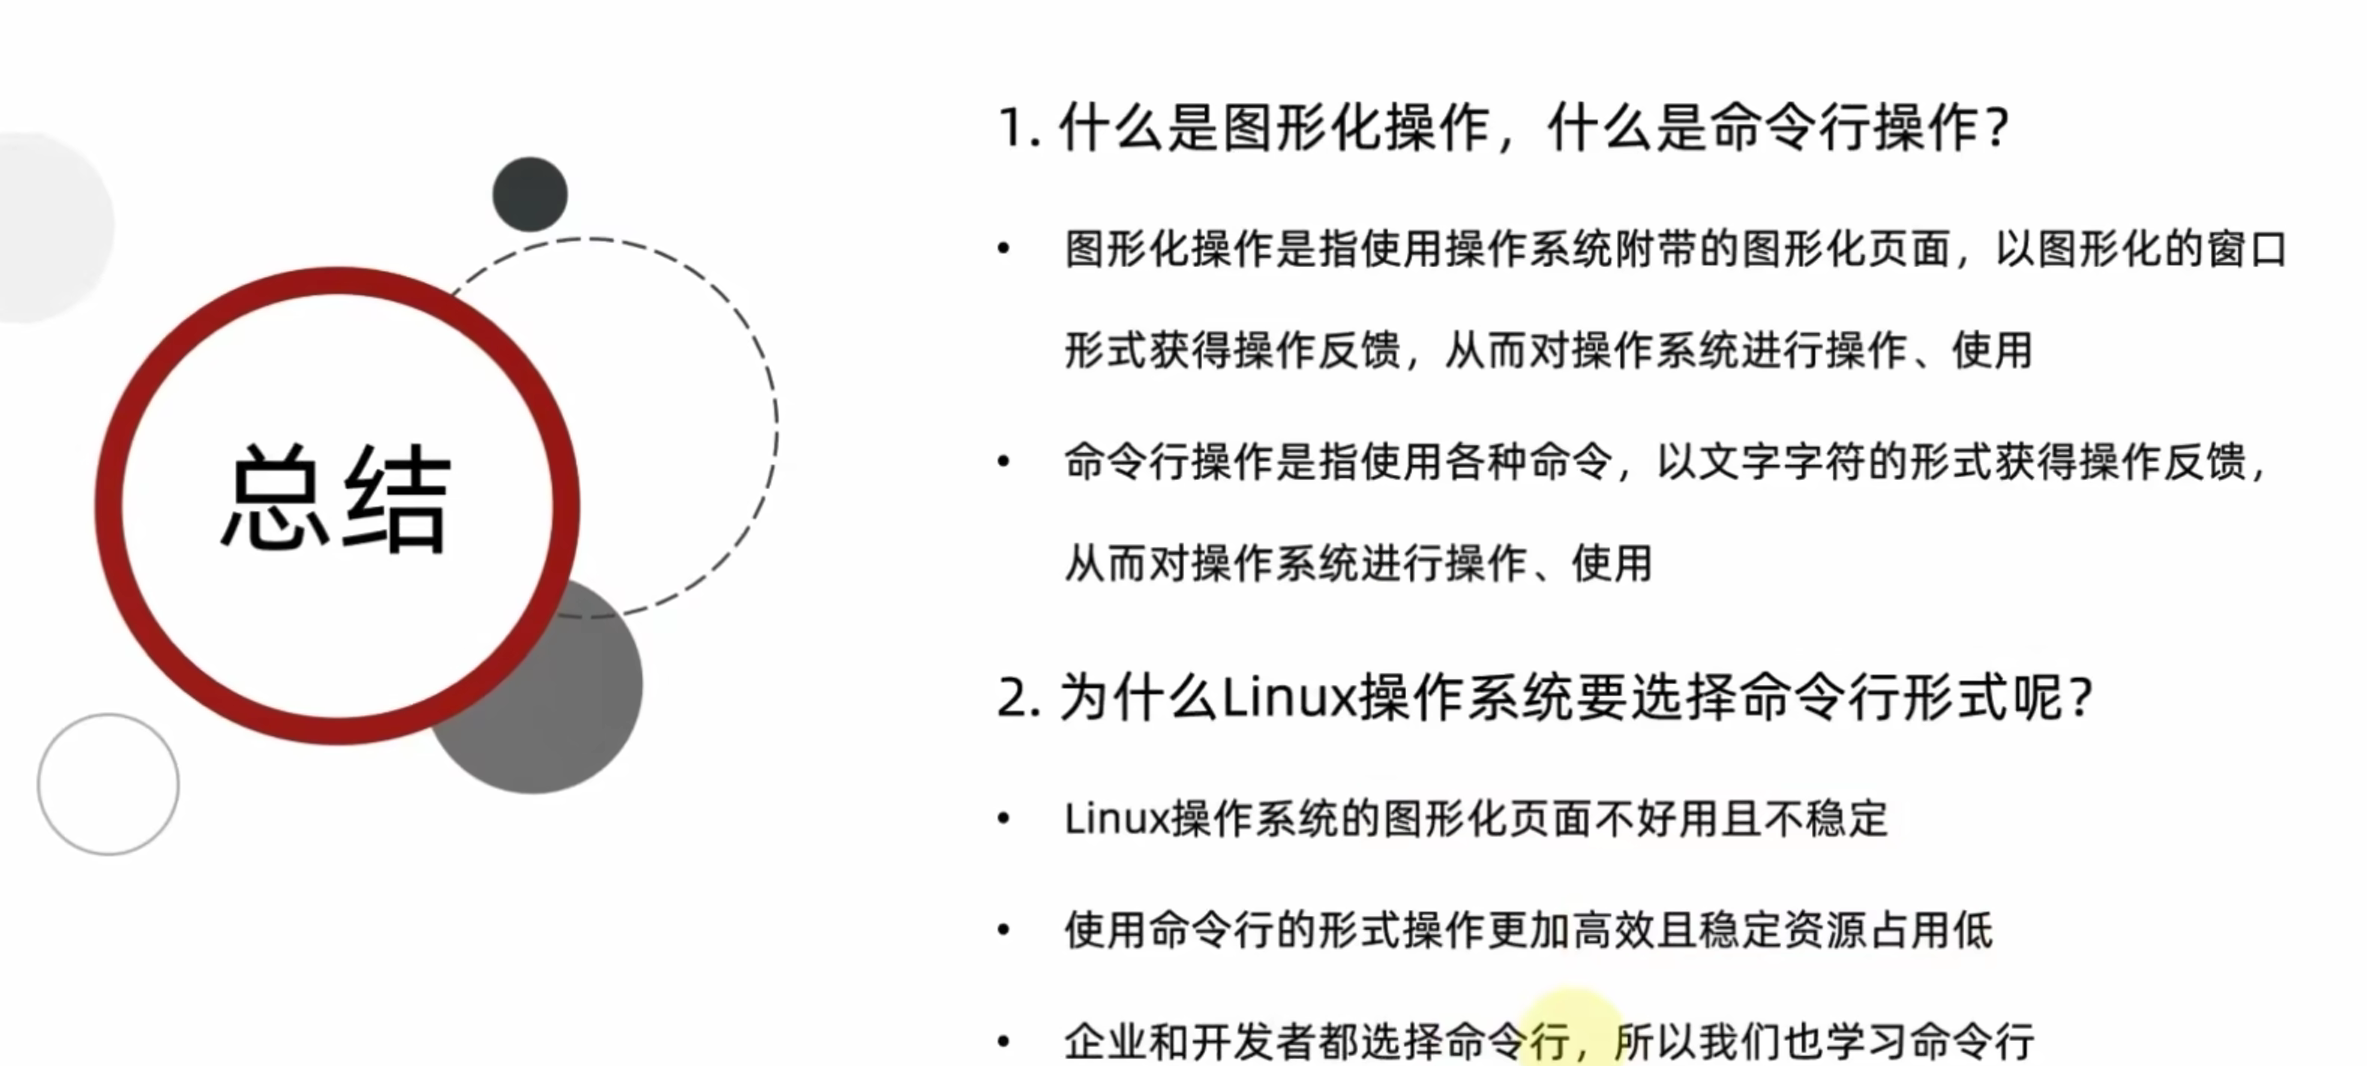 总结
1. 什么是图形化操作，什么是命令行操作？
• 图形化操作是指使用操作系统附带的图形化页面，以图形化的窗口
形式获得操作反馈，从而对操作系统进行操作、使用
• 命令行操作是指使用各种命令，以文字字符的形式获得操作反馈，
从而对操作系统进行操作、使用
2. 为什么Linux操作系统要选择命令行形式呢？
• Linux操作系统的图形化页面不好用且不稳定
• 使用命令行的形式操作更加高效且稳定资源占用低
• 企业和开发者都选择命令行，所以我们也学习命令行